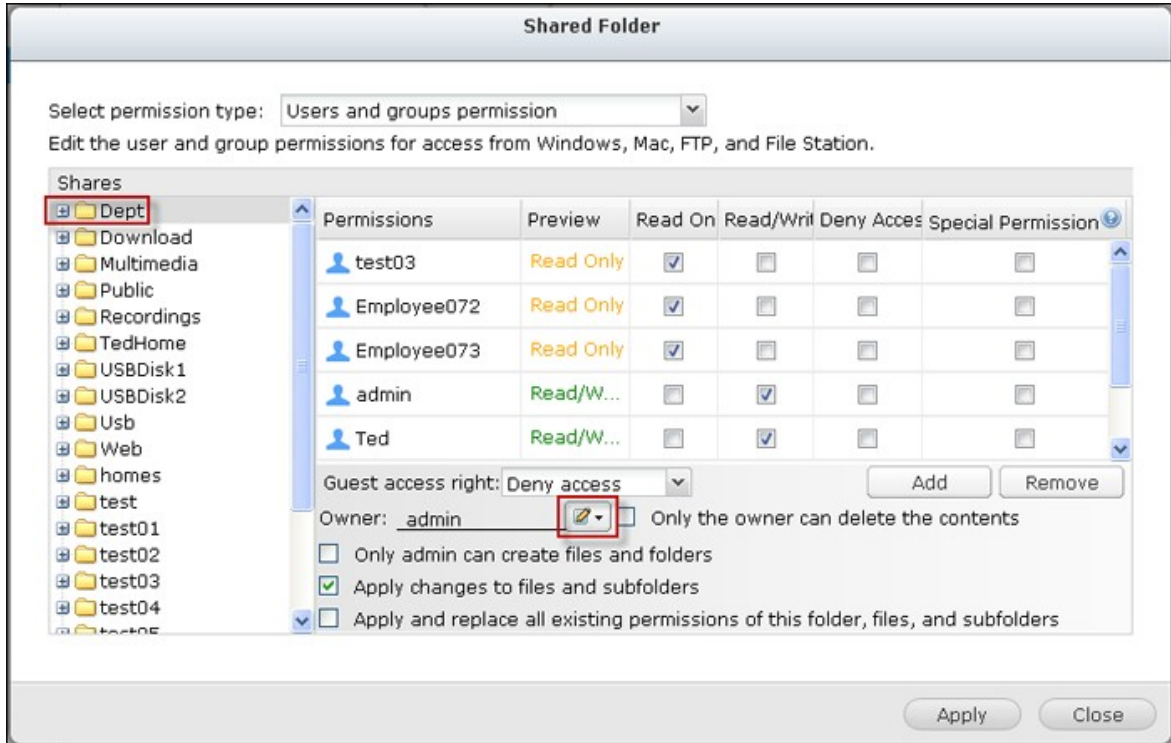 Shared Folder
Select permission type: Users and groups permission
Edit the user and group permissions for access from Windows, Mac, FTP, and File Station.
Shares
Dept
Download
Multimedia
Public
Recordings
TedHome
USBDisk1
USBDisk2
Usb
Web
homes
test
test01
test02
test03
test04
test05
Permissions Preview Read On Read/Writ Deny Acces Special Permission
test03 Read Only
Employee072 Read Only
Employee073 Read Only
admin Read/W...
Ted Read/W...
Guest access right: Deny access Add Remove
Owner: admin Only the owner can delete the contents
Only admin can create files and folders
Apply changes to files and subfolders
Apply and replace all existing permissions of this folder, files, and subfolders
Apply Close